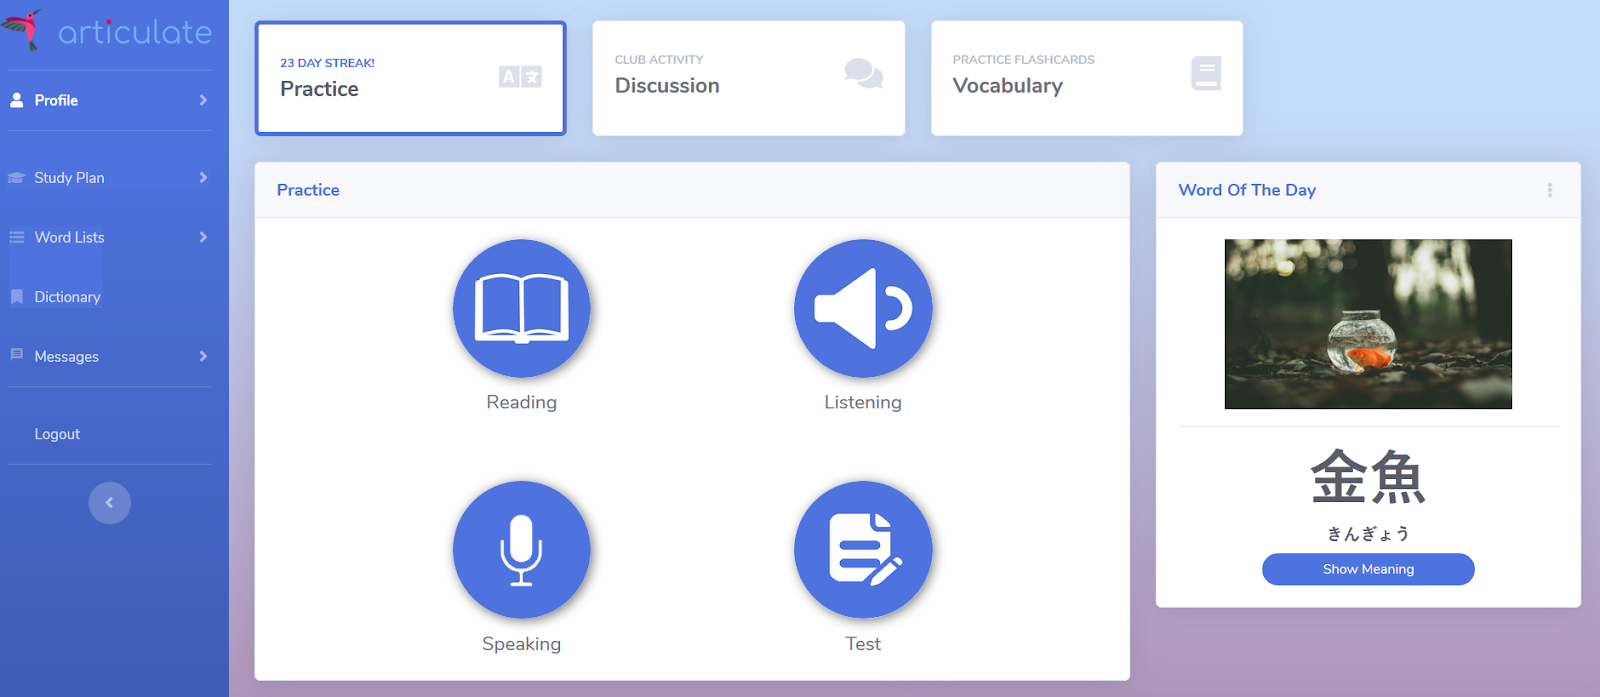 articulate
Profile
Study Plan
Word Lists
Dictionary
Messages
Logout
23 DAY STREAK!
Practice
A
CLUB ACTIVITY
Discussion
PRACTICE FLASHCARDS
Vocabulary
Practice
Reading
Listening
Speaking
Test
Word Of The Day
金魚
きんぎょう
Show Meaning